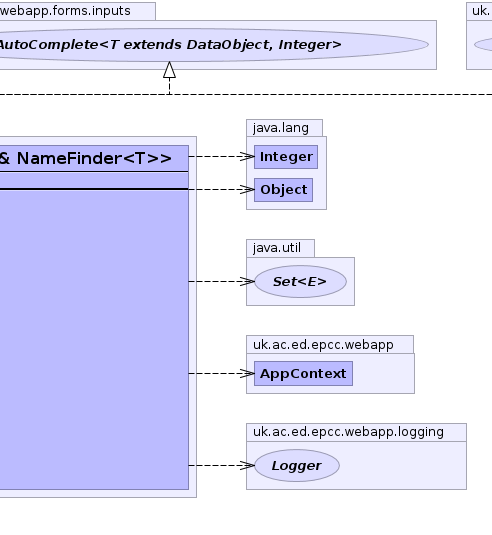 webapp.forms.inputs
uk.
AutoComplete<T extends DataObject, Integer>
& NameFinder<T>>
java.lang
Integer
Object
java.util
Set<E>
uk.ac.ed.epcc.webapp
AppContext
uk.ac.ed.epcc.webapp.logging
Logger